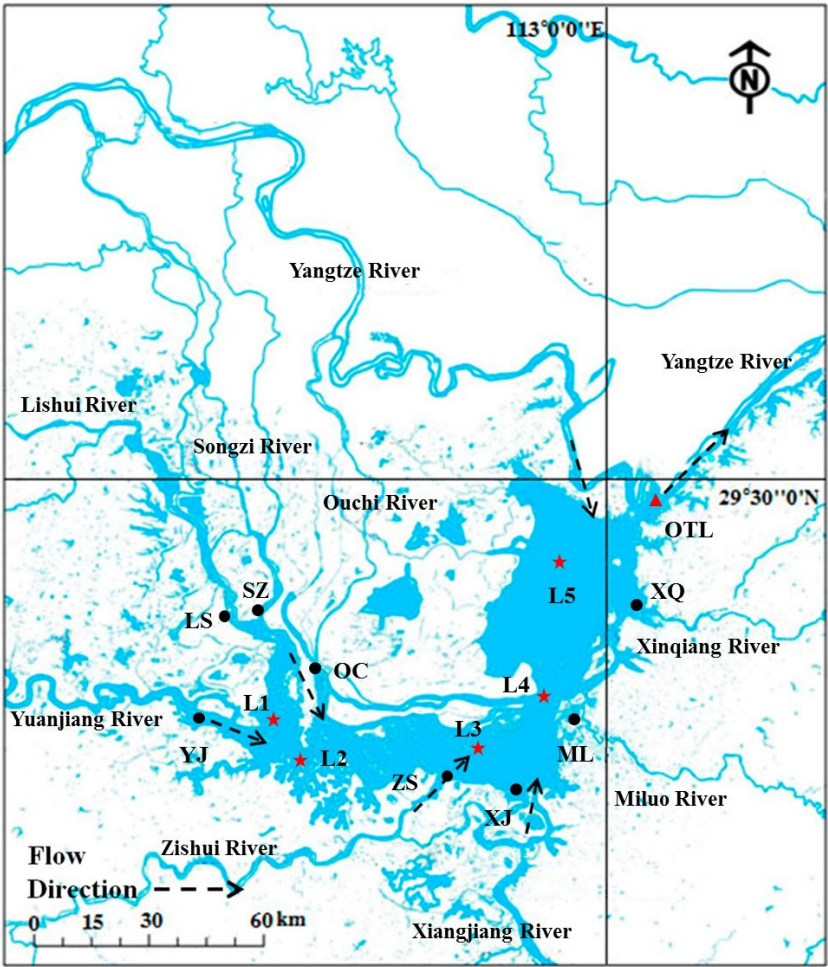 113°0'0''E
N
Yangtze River
Yangtze River
Lishui River
Songzi River
Ouchi River
29°30''0'N
OTL
L5
SZ
XQ
LS
Xinqiang River
OC
L4
L1
Yuanjiang River
L3
YJ
L2
ML
ZS
XJ
Miluo River
Zishui River
Flow
Direction
0 15 30 60 km
Xiangjiang River